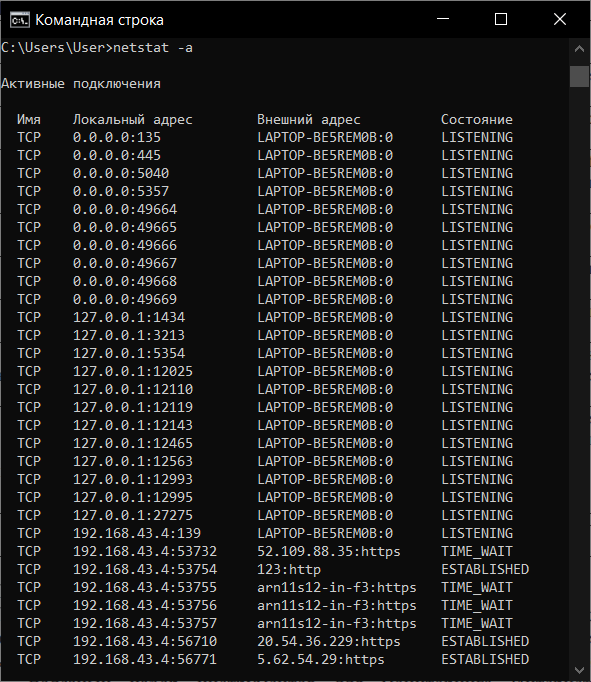 Командная строка
C:\Users\User>netstat -a
Активные подключения
Имя Локальный адрес Внешний адрес Состояние
TCP 0.0.0.0:135 LAPTOP-BE5REM0B:0 LISTENING
TCP 0.0.0.0:445 LAPTOP-BE5REM0B:0 LISTENING
TCP 0.0.0.0:5040 LAPTOP-BE5REM0B:0 LISTENING
TCP 0.0.0.0:5357 LAPTOP-BE5REM0B:0 LISTENING
TCP 0.0.0.0:49664 LAPTOP-BE5REM0B:0 LISTENING
TCP 0.0.0.0:49665 LAPTOP-BE5REM0B:0 LISTENING
TCP 0.0.0.0:49666 LAPTOP-BE5REM0B:0 LISTENING
TCP 0.0.0.0:49667 LAPTOP-BE5REM0B:0 LISTENING
TCP 0.0.0.0:49668 LAPTOP-BE5REM0B:0 LISTENING
TCP 0.0.0.0:49669 LAPTOP-BE5REM0B:0 LISTENING
TCP 127.0.0.1:1434 LAPTOP-BE5REM0B:0 LISTENING
TCP 127.0.0.1:3213 LAPTOP-BE5REM0B:0 LISTENING
TCP 127.0.0.1:5354 LAPTOP-BE5REM0B:0 LISTENING
TCP 127.0.0.1:12025 LAPTOP-BE5REM0B:0 LISTENING
TCP 127.0.0.1:12110 LAPTOP-BE5REM0B:0 LISTENING
TCP 127.0.0.1:12119 LAPTOP-BE5REM0B:0 LISTENING
TCP 127.0.0.1:12143 LAPTOP-BE5REM0B:0 LISTENING
TCP 127.0.0.1:12465 LAPTOP-BE5REM0B:0 LISTENING
TCP 127.0.0.1:12563 LAPTOP-BE5REM0B:0 LISTENING
TCP 127.0.0.1:12993 LAPTOP-BE5REM0B:0 LISTENING
TCP 127.0.0.1:12995 LAPTOP-BE5REM0B:0 LISTENING
TCP 127.0.0.1:27275 LAPTOP-BE5REM0B:0 LISTENING
TCP 192.168.43.4:139 LAPTOP-BE5REM0B:0 LISTENING
TCP 192.168.43.4:53732 52.109.88.35:https TIME_WAIT
TCP 192.168.43.4:53754 123:http ESTABLISHED
TCP 192.168.43.4:53755 arn11s12-in-f3:https TIME_WAIT
TCP 192.168.43.4:53756 arn11s12-in-f3:https TIME_WAIT
TCP 192.168.43.4:53757 arn11s12-in-f3:https TIME_WAIT
TCP 192.168.43.4:56710 20.54.36.229:https ESTABLISHED
TCP 192.168.43.4:56771 5.62.54.29:https ESTABLISHED